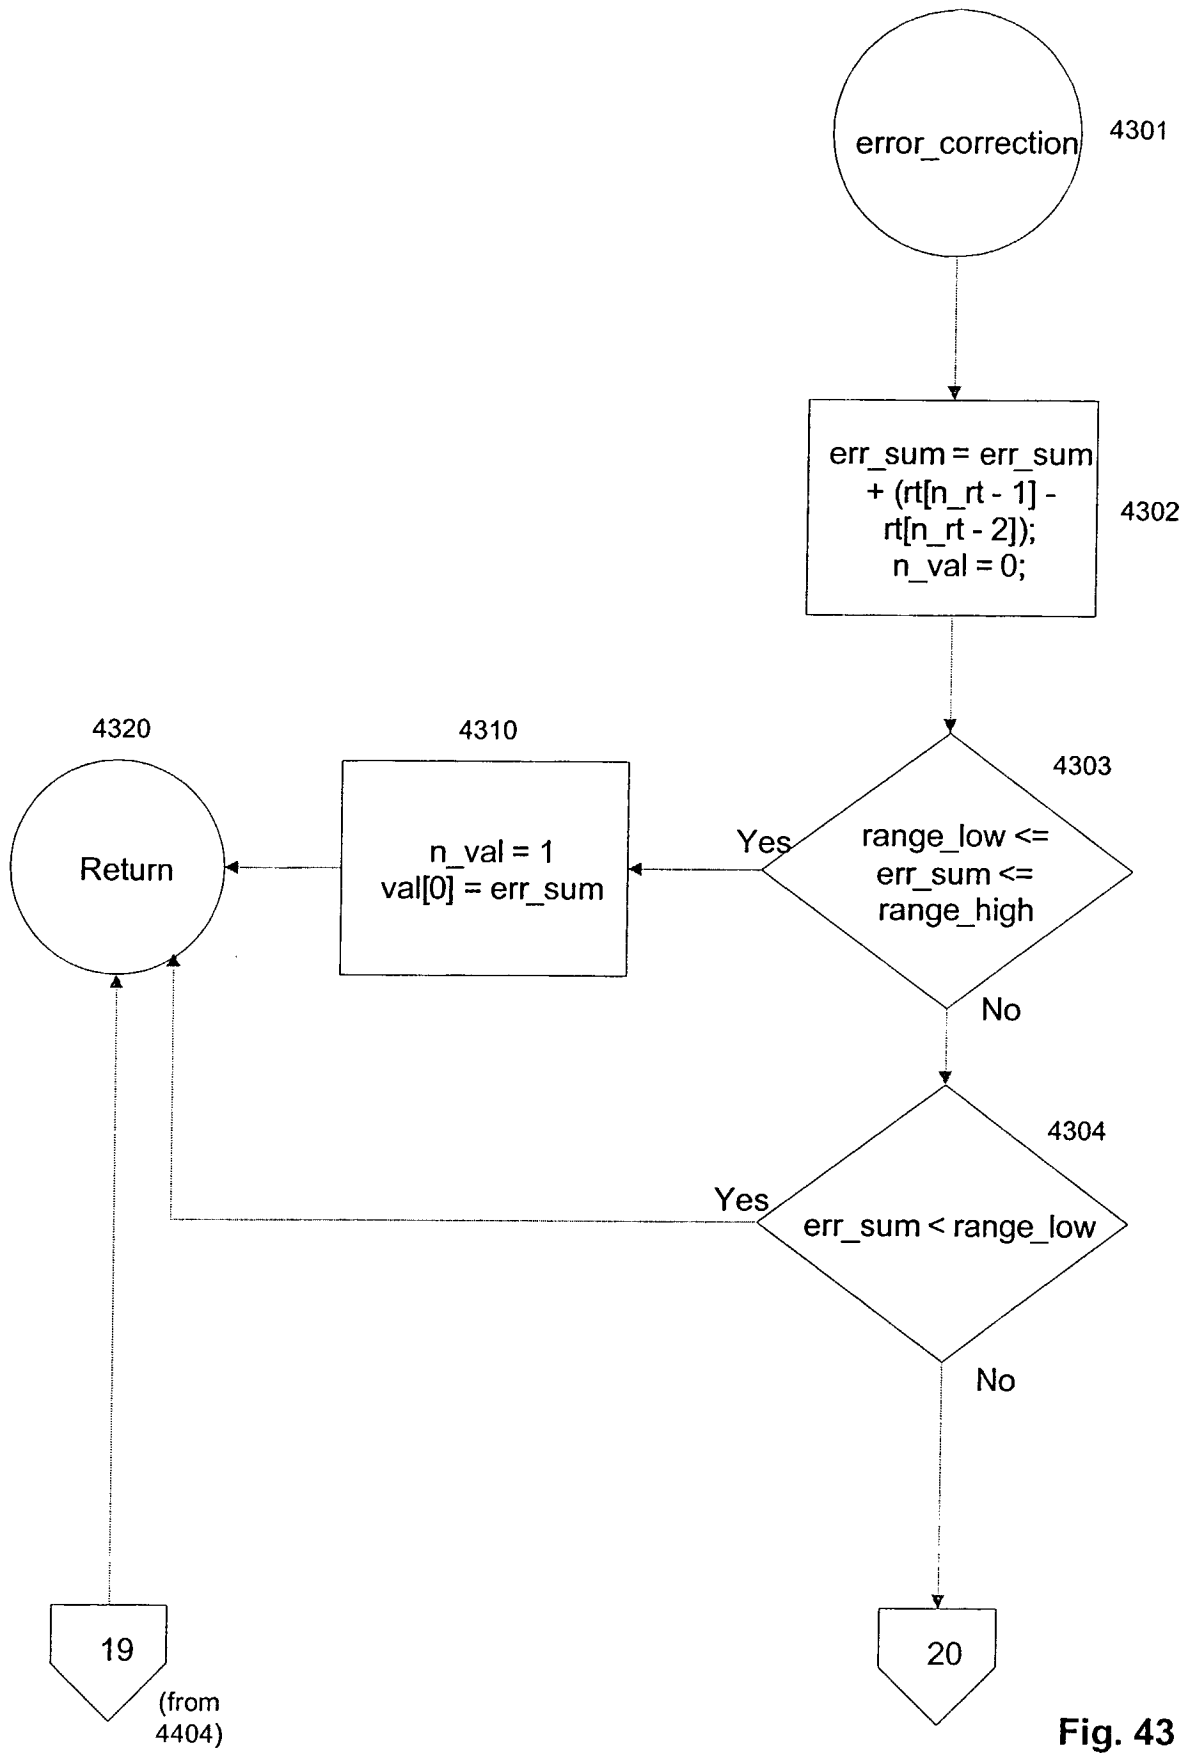 error_correction
4301
err_sum = err_sum
+ (rt[n_rt - 1] -
rt[n_rt - 2]);
n_val = 0;
4302
4320
4310
4303
Return
n_val = 1
val[0] = err_sum
Yes
range_low <=
err_sum <=
range_high
No
4304
Yes
err_sum < range_low
No
19
(from
4404)
20
Fig. 43